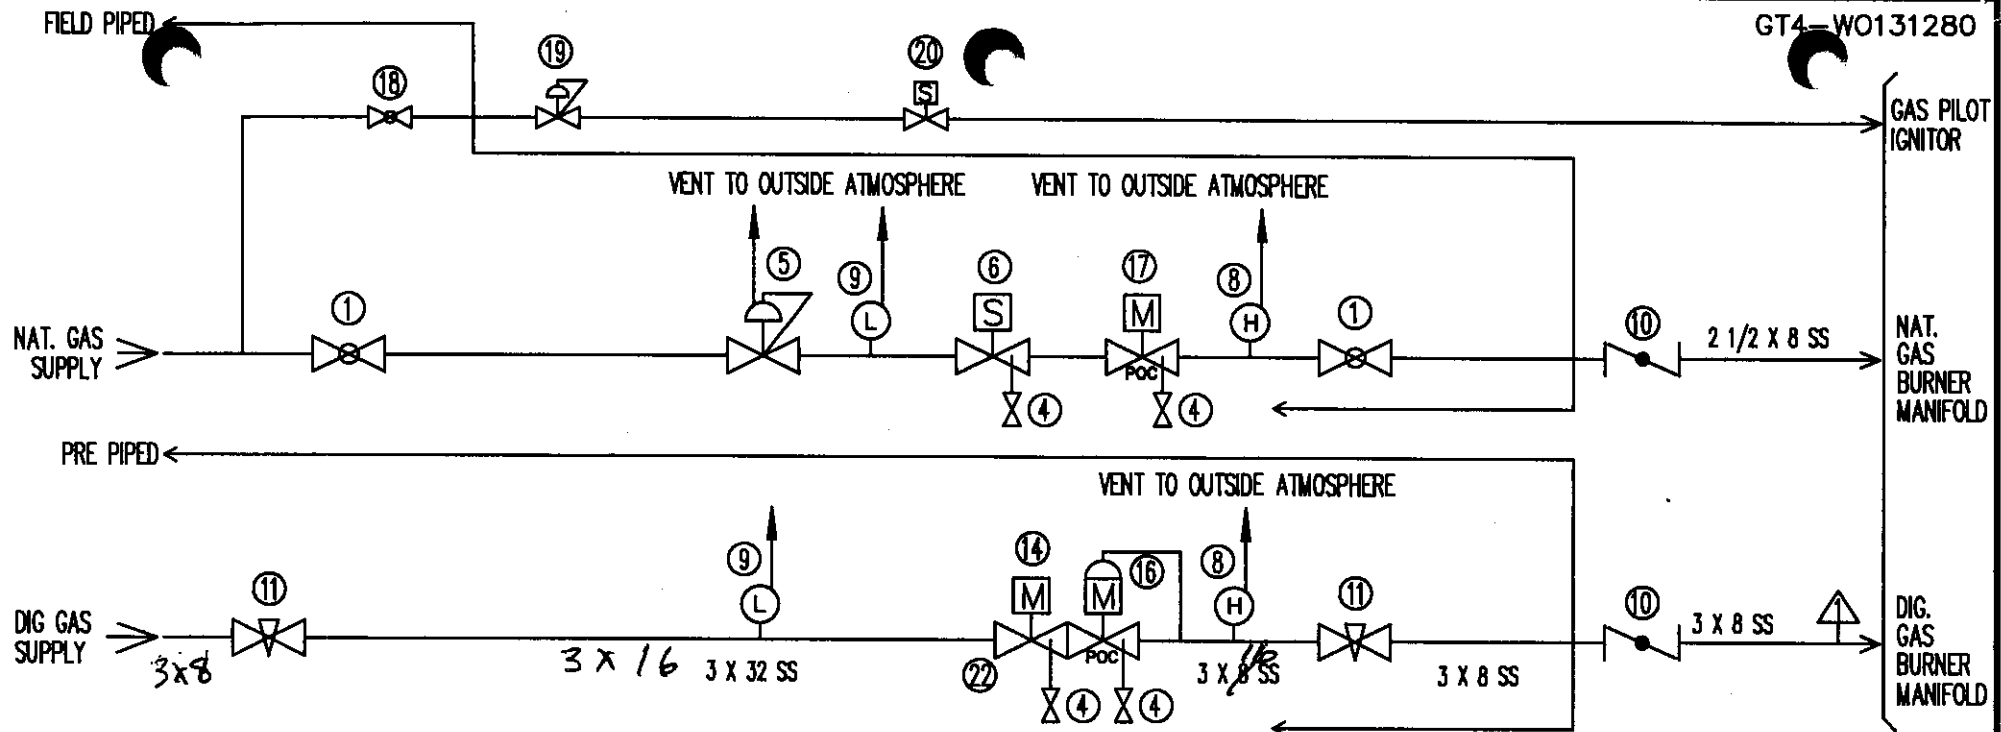 FIELD PIPED
GT4-WO131280
19
20
18
S
GAS PILOT
IGNITOR
VENT TO OUTSIDE ATMOSPHERE
VENT TO OUTSIDE ATMOSPHERE
5
9
6
17
8
1
1
10
L
S
M
H
NAT. GAS
SUPPLY
2 1/2 X 8 SS
NAT.
GAS
BURNER
MANIFOLD
POC
4
4
PRE PIPED
VENT TO OUTSIDE ATMOSPHERE
9
14
16
8
11
11
10
L
M
M
H
DIG GAS
SUPPLY
3x8
3 X 16
3 X 32 SS
22
POC
3 X 8 SS
16
3 X 8 SS
3 X 8 SS
1
DIG.
GAS
BURNER
MANIFOLD
4
4